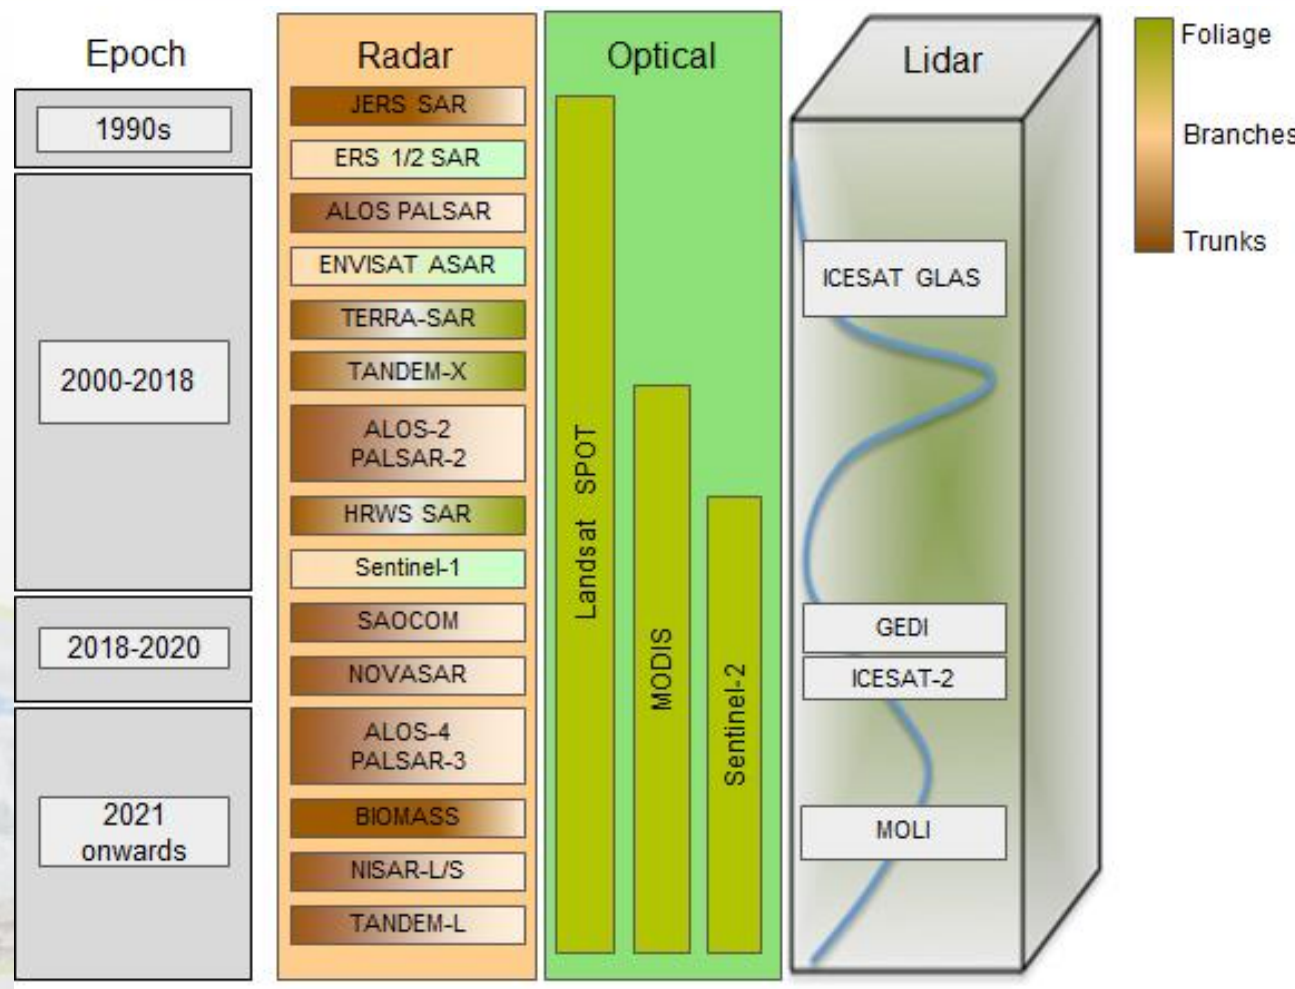 Epoch
1990s
2000-2018
2018-2020
2021
onwards
Radar
JERS SAR
ERS 1/2 SAR
ALOS PALSAR
ENVISAT ASAR
TERRA-SAR
TANDEM-X
ALOS-2
PALSAR-2
HRWS SAR
Sentinel-1
SAOCOM
NOVASAR
ALOS-4
PALSAR-3
BIOMASS
NISAR-L/S
TANDEM-L
Optical
Landsat SPOT
MODIS
Sentinel-2
Lidar
ICESAT GLAS
GEDI
ICESAT-2
MOLI
Foliage
Branches
Trunks